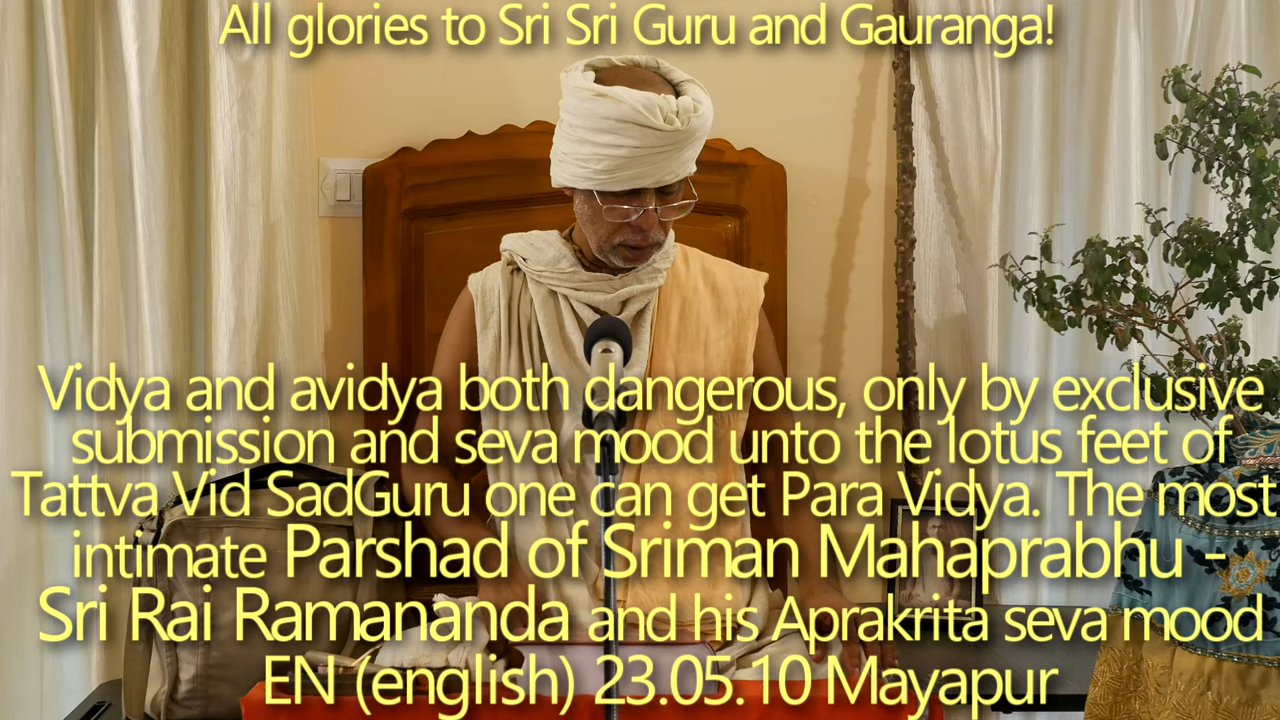 All glories to Sri Sri Guru and Gauranga!
Vidya and avidya both dangerous, only by exclusive
submission and seva mood unto the lotus feet of
Tattva Vid SadGuru one can get Para Vidya. The most
intimate Parshad of Sriman Mahaprabhu -
Sri Rai Ramananda and his Aprakrita seva mood
EN (english) 23.05.10 Mayapur